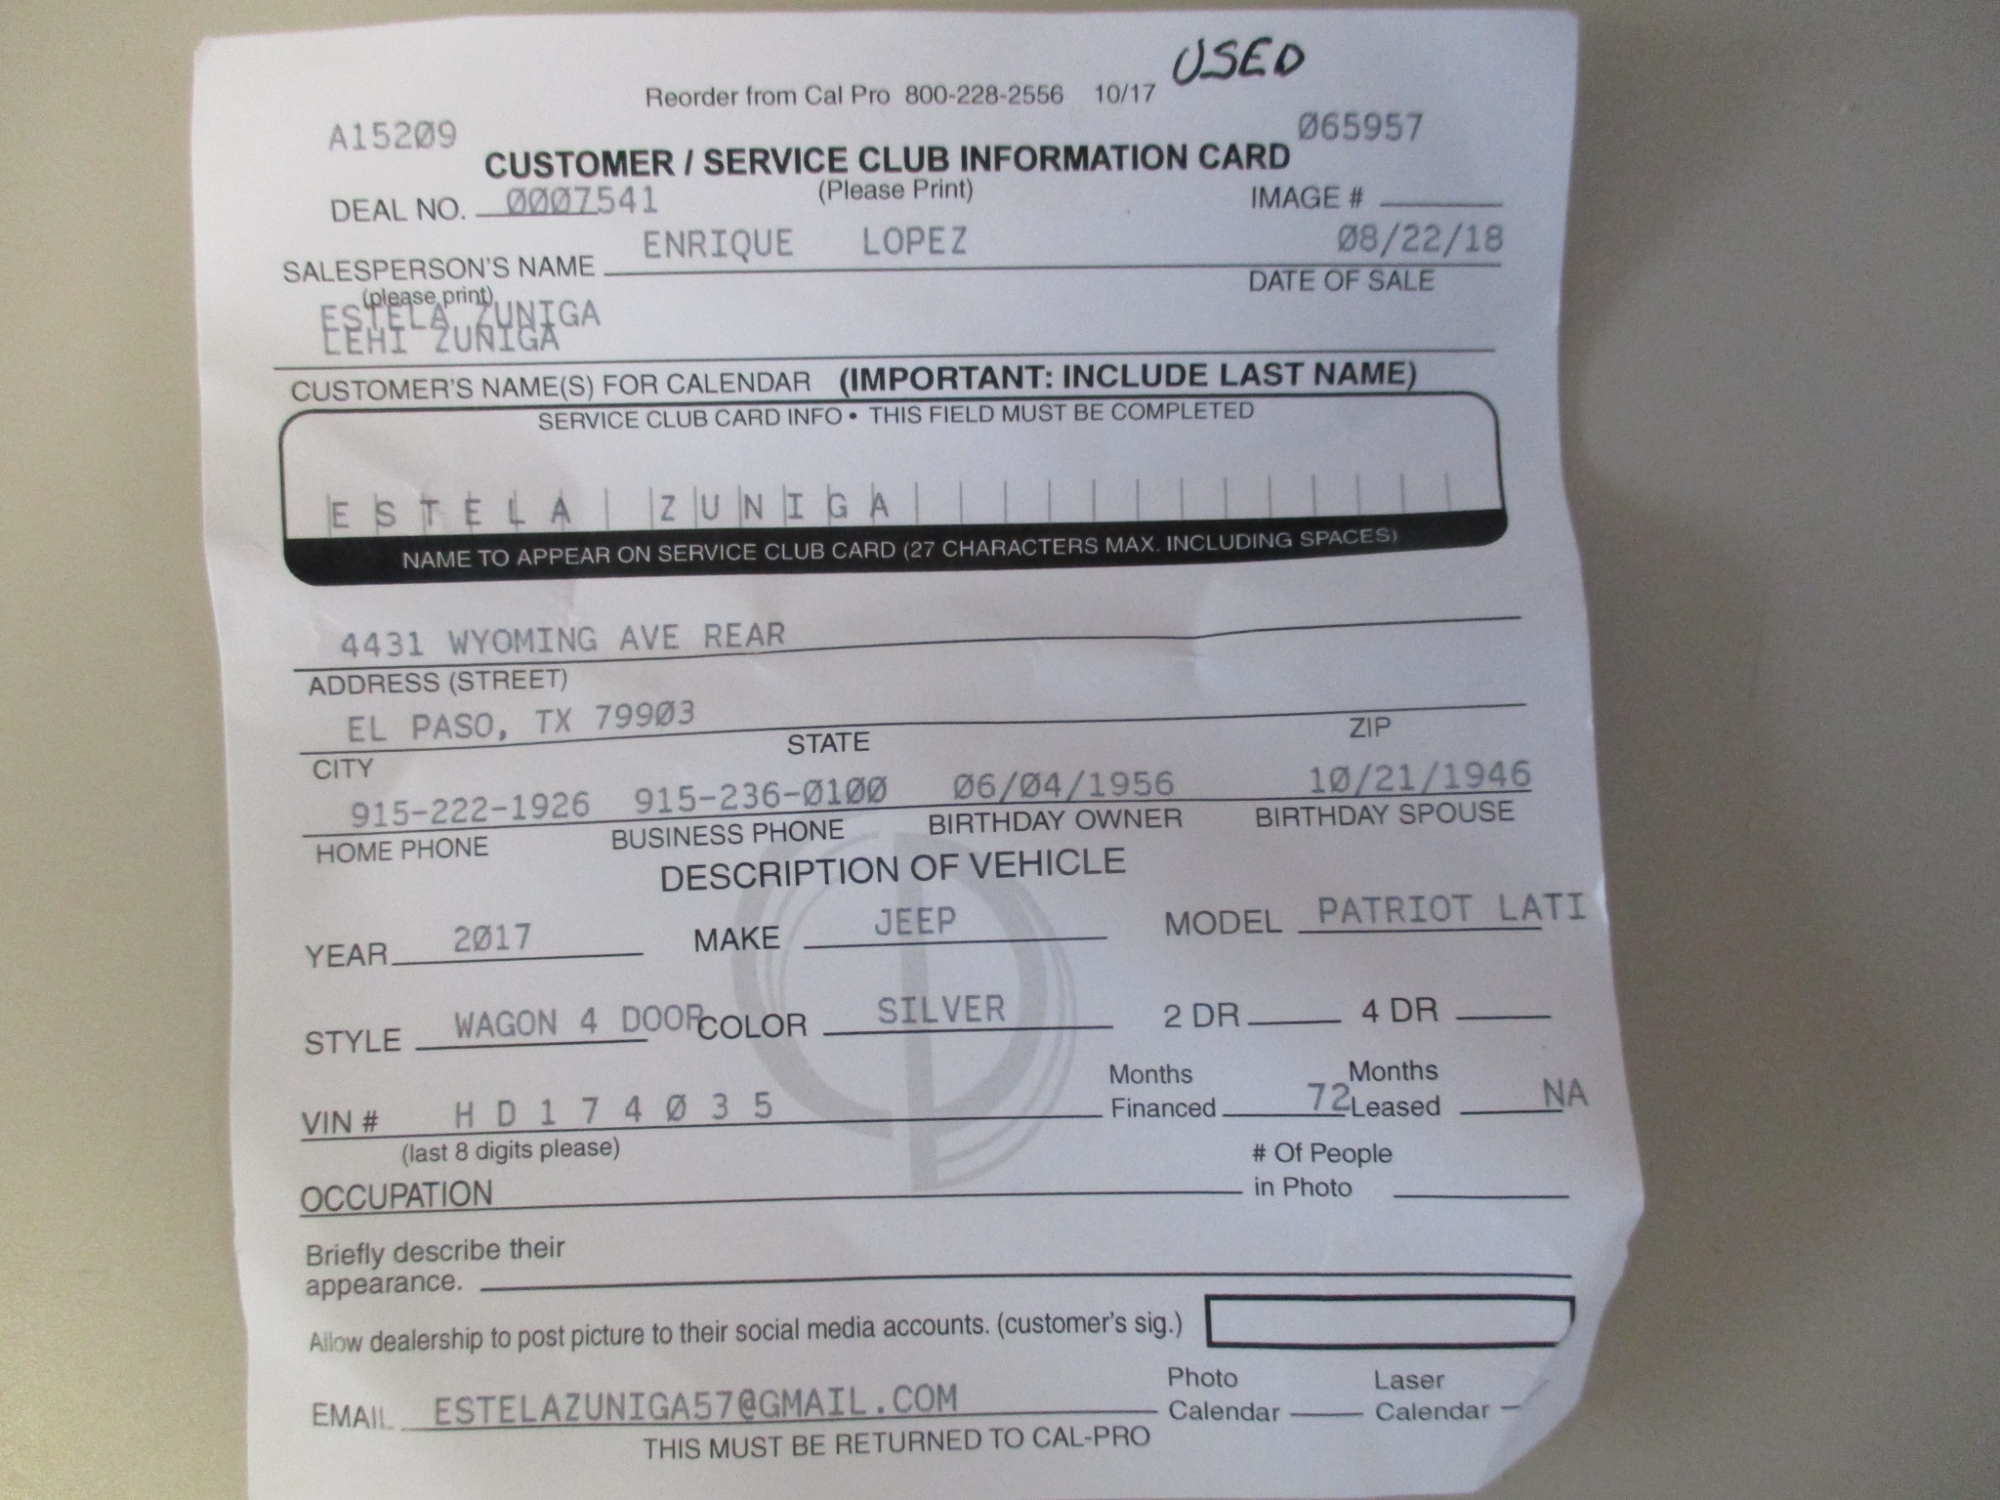 USED
Reorder from Cal Pro 800-228-2556 10/17
A15209 065957
CUSTOMER / SERVICE CLUB INFORMATION CARD
(Please Print)
DEAL NO. 0007541 IMAGE #
SALESPERSON'S NAME ENRIQUE LOPEZ 08/22/18
(please print) DATE OF SALE
ESTELA ZUNIGA
LEHI ZUNIGA
CUSTOMER'S NAME(S) FOR CALENDAR (IMPORTANT: INCLUDE LAST NAME)
SERVICE CLUB CARD INFO • THIS FIELD MUST BE COMPLETED
ESTELA ZUNIGA
NAME TO APPEAR ON SERVICE CLUB CARD (27 CHARACTERS MAX. INCLUDING SPACES)
4431 WYOMING AVE REAR
ADDRESS (STREET)
EL PASO, TX 79903
CITY STATE ZIP
915-222-1926 915-236-0100 06/04/1956 10/21/1946
HOME PHONE BUSINESS PHONE BIRTHDAY OWNER BIRTHDAY SPOUSE
DESCRIPTION OF VEHICLE
YEAR 2017 MAKE JEEP MODEL PATRIOT LATI
STYLE WAGON 4 DOOR COLOR SILVER 2 DR 4 DR
VIN # HD174035 Months Financed 72 Months Leased NA
(last 8 digits please)
OCCUPATION # Of People in Photo
Briefly describe their
appearance.
Allow dealership to post picture to their social media accounts. (customer's sig.)
EMAIL ESTELAZUNIGA57@GMAIL.COM Photo Calendar Laser Calendar
THIS MUST BE RETURNED TO CAL-PRO